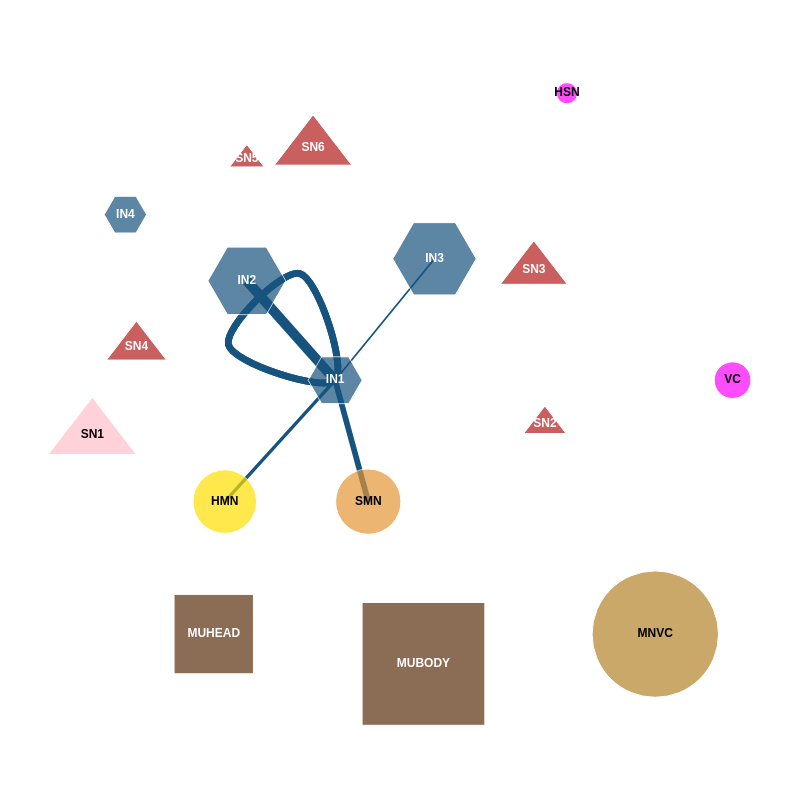 HSN
SN6
SN5
IN4
IN3
SN3
IN2
SN4
IN1
VC
SN2
SN1
HMN
SMN
MUHEAD
MNVC
MUBODY